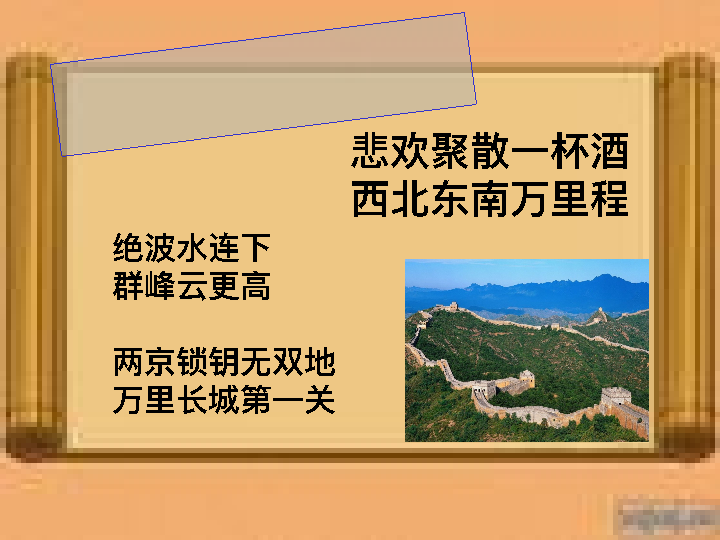 悲欢聚散一杯酒
西北东南万里程
绝波水连下
群峰云更高
两京锁钥无双地
万里长城第一关